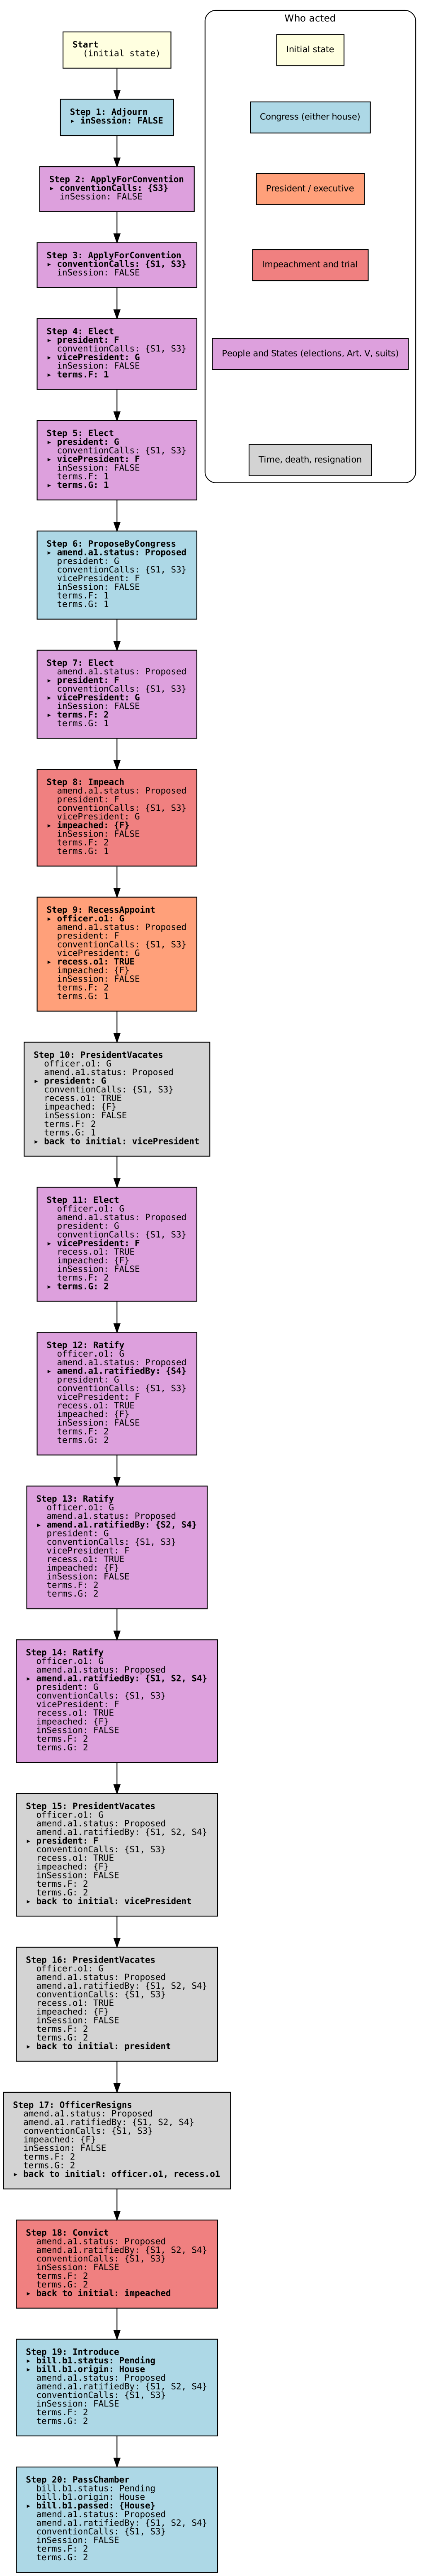 Who acted
Initial state
Congress (either house)
President / executive
Impeachment and trial
People and States (elections, Art. V, suits)
Time, death, resignation
Start
(initial state)
Step 1: Adjourn
▸ inSession: FALSE
Step 2: ApplyForConvention
▸ conventionCalls: {S3}
inSession: FALSE
Step 3: ApplyForConvention
▸ conventionCalls: {S1, S3}
inSession: FALSE
Step 4: Elect
▸ president: F
conventionCalls: {S1, S3}
▸ vicePresident: G
inSession: FALSE
▸ terms.F: 1
Step 5: Elect
▸ president: G
conventionCalls: {S1, S3}
▸ vicePresident: F
inSession: FALSE
terms.F: 1
▸ terms.G: 1
Step 6: ProposeByCongress
▸ amend.a1.status: Proposed
president: G
conventionCalls: {S1, S3}
vicePresident: F
inSession: FALSE
terms.F: 1
terms.G: 1
Step 7: Elect
amend.a1.status: Proposed
▸ president: F
conventionCalls: {S1, S3}
▸ vicePresident: G
inSession: FALSE
▸ terms.F: 2
terms.G: 1
Step 8: Impeach
amend.a1.status: Proposed
president: F
conventionCalls: {S1, S3}
vicePresident: G
▸ impeached: {F}
inSession: FALSE
terms.F: 2
terms.G: 1
Step 9: RecessAppoint
▸ officer.o1: G
amend.a1.status: Proposed
president: F
conventionCalls: {S1, S3}
vicePresident: G
▸ recess.o1: TRUE
impeached: {F}
inSession: FALSE
terms.F: 2
terms.G: 1
Step 10: PresidentVacates
officer.o1: G
amend.a1.status: Proposed
▸ president: G
conventionCalls: {S1, S3}
recess.o1: TRUE
impeached: {F}
inSession: FALSE
terms.F: 2
terms.G: 1
▸ back to initial: vicePresident
Step 11: Elect
officer.o1: G
amend.a1.status: Proposed
president: G
conventionCalls: {S1, S3}
▸ vicePresident: F
recess.o1: TRUE
impeached: {F}
inSession: FALSE
terms.F: 2
▸ terms.G: 2
Step 12: Ratify
officer.o1: G
amend.a1.status: Proposed
▸ amend.a1.ratifiedBy: {S4}
president: G
conventionCalls: {S1, S3}
vicePresident: F
recess.o1: TRUE
impeached: {F}
inSession: FALSE
terms.F: 2
terms.G: 2
Step 13: Ratify
officer.o1: G
amend.a1.status: Proposed
▸ amend.a1.ratifiedBy: {S2, S4}
president: G
conventionCalls: {S1, S3}
vicePresident: F
recess.o1: TRUE
impeached: {F}
inSession: FALSE
terms.F: 2
terms.G: 2
Step 14: Ratify
officer.o1: G
amend.a1.status: Proposed
▸ amend.a1.ratifiedBy: {S1, S2, S4}
president: G
conventionCalls: {S1, S3}
vicePresident: F
recess.o1: TRUE
impeached: {F}
inSession: FALSE
terms.F: 2
terms.G: 2
Step 15: PresidentVacates
officer.o1: G
amend.a1.status: Proposed
amend.a1.ratifiedBy: {S1, S2, S4}
▸ president: F
conventionCalls: {S1, S3}
recess.o1: TRUE
impeached: {F}
inSession: FALSE
terms.F: 2
terms.G: 2
▸ back to initial: vicePresident
Step 16: PresidentVacates
officer.o1: G
amend.a1.status: Proposed
amend.a1.ratifiedBy: {S1, S2, S4}
conventionCalls: {S1, S3}
recess.o1: TRUE
impeached: {F}
inSession: FALSE
terms.F: 2
terms.G: 2
▸ back to initial: president
Step 17: OfficerResigns
amend.a1.status: Proposed
amend.a1.ratifiedBy: {S1, S2, S4}
conventionCalls: {S1, S3}
impeached: {F}
inSession: FALSE
terms.F: 2
terms.G: 2
▸ back to initial: officer.o1, recess.o1
Step 18: Convict
amend.a1.status: Proposed
amend.a1.ratifiedBy: {S1, S2, S4}
conventionCalls: {S1, S3}
inSession: FALSE
terms.F: 2
terms.G: 2
▸ back to initial: impeached
Step 19: Introduce
▸ bill.b1.status: Pending
▸ bill.b1.origin: House
amend.a1.status: Proposed
amend.a1.ratifiedBy: {S1, S2, S4}
conventionCalls: {S1, S3}
inSession: FALSE
terms.F: 2
terms.G: 2
Step 20: PassChamber
bill.b1.status: Pending
bill.b1.origin: House
▸ bill.b1.passed: {House}
amend.a1.status: Proposed
amend.a1.ratifiedBy: {S1, S2, S4}
conventionCalls: {S1, S3}
inSession: FALSE
terms.F: 2
terms.G: 2